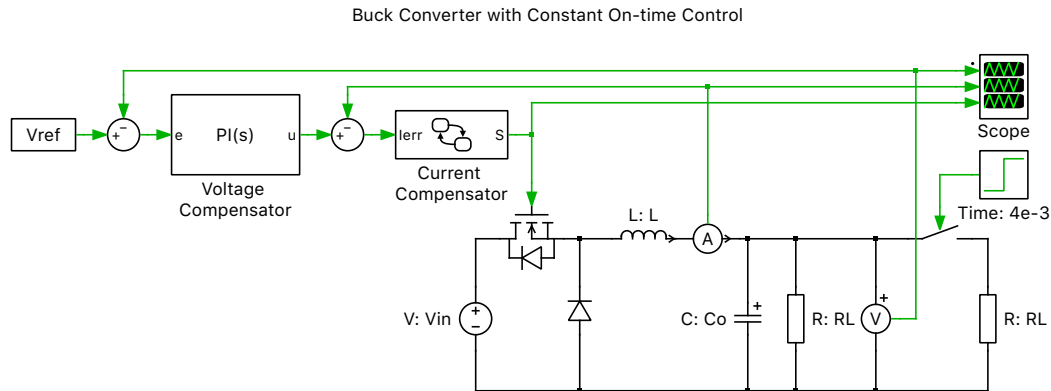 Buck Converter with Constant On-time Control
Vref
+
−
e
PI(s)
u
Voltage
Compensator
+
−
Ierr
S
Current
Compensator
Scope
Time: 4e-3
L: L
A
V: Vin
+
−
C: Co
+
R: RL
V
+
R: RL